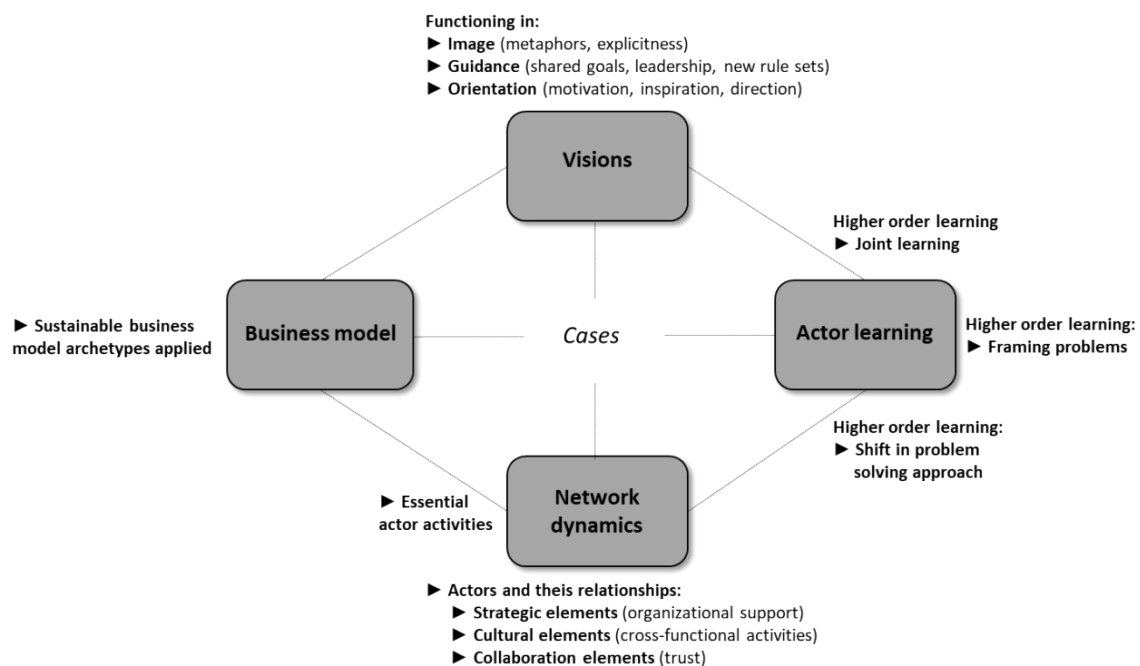 Functioning in:
► Image (metaphors, explicitness)
► Guidance (shared goals, leadership, new rule sets)
► Orientation (motivation, inspiration, direction)
Visions
Higher order learning
► Joint learning
► Sustainable business
model archetypes applied
Business model
Cases
Actor learning
Higher order learning:
► Framing problems
Higher order learning:
► Shift in problem
solving approach
► Essential
actor activities
Network
dynamics
► Actors and theis relationships:
► Strategic elements (organizational support)
► Cultural elements (cross-functional activities)
► Collaboration elements (trust)